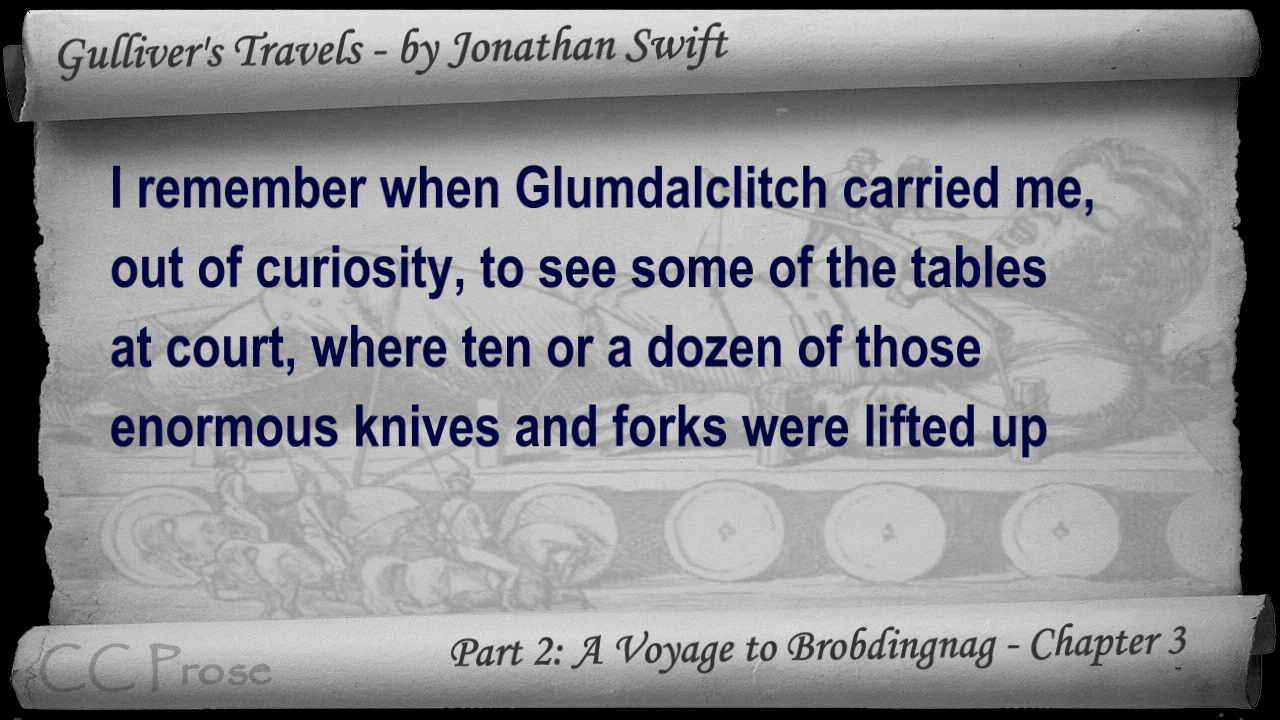 Gulliver's Travels - by Jonathan Swift
I remember when Glumdalclitch carried me,
out of curiosity, to see some of the tables
at court, where ten or a dozen of those
enormous knives and forks were lifted up
Part 2: A Voyage to Brobdingnag - Chapter 3
CC Prose